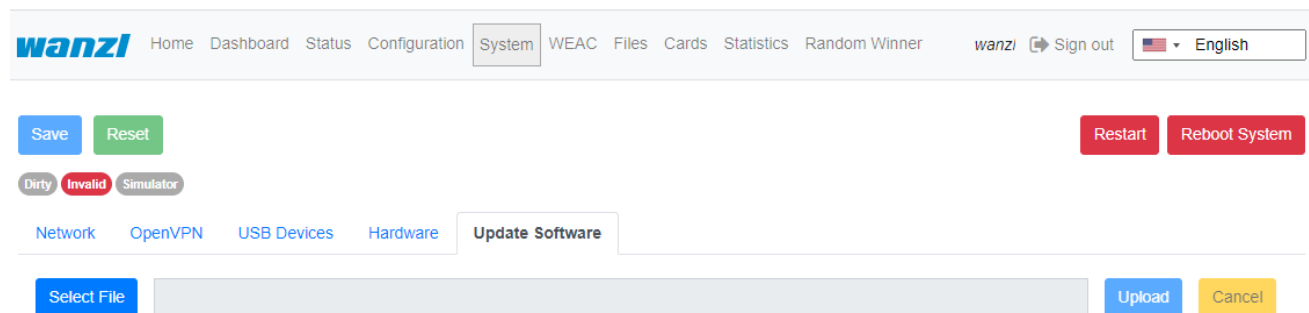 wanzl Home Dashboard Status Configuration System WEAC Files Cards Statistics Random Winner wanzl Sign out English
Save Reset Restart Reboot System
Dirty Invalid Simulator
Network OpenVPN USB Devices Hardware Update Software
Select File Upload Cancel